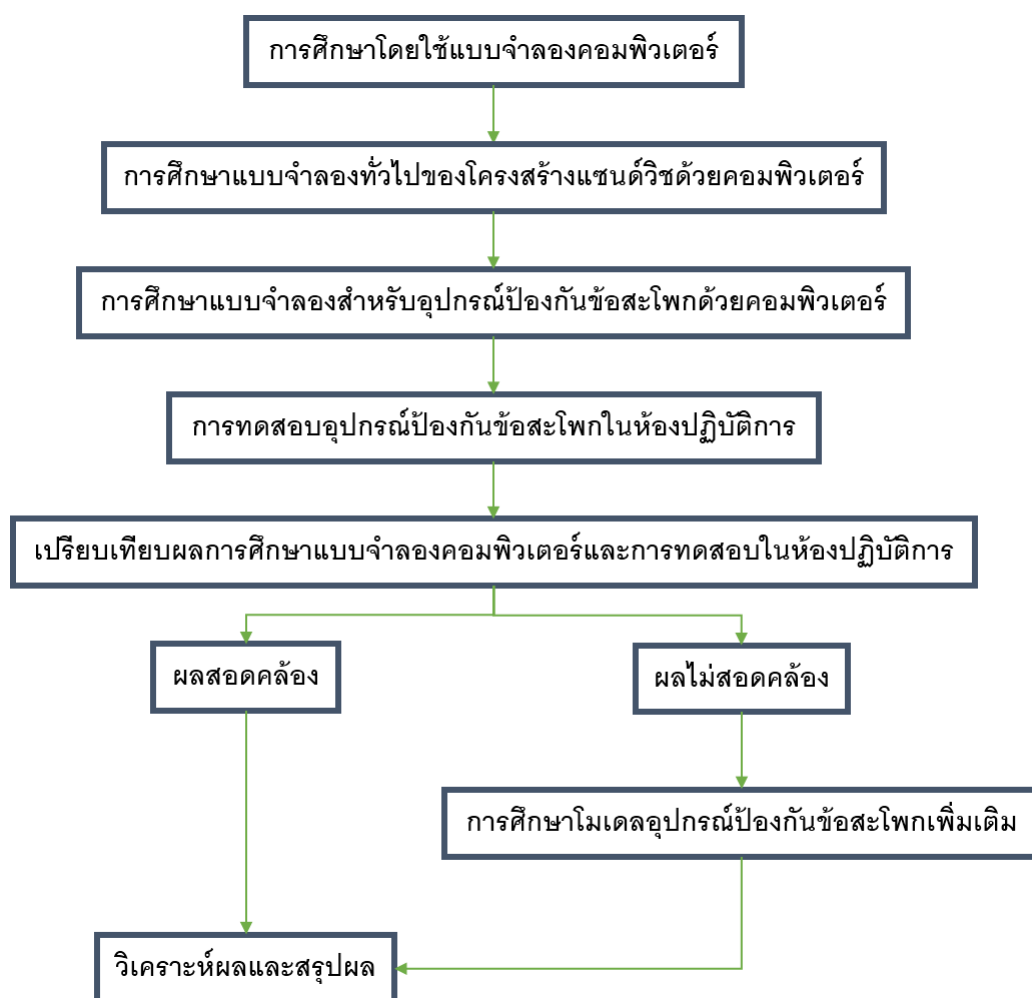 การศึกษาโดยใช้แบบจำลองคอมพิวเตอร์
การศึกษาแบบจำลองทั่วไปของโครงสร้างแซนด์วิชด้วยคอมพิวเตอร์
การศึกษาแบบจำลองสำหรับอุปกรณ์ป้องกันข้อสะโพกด้วยคอมพิวเตอร์
การทดสอบอุปกรณ์ป้องกันข้อสะโพกในห้องปฏิบัติการ
เปรียบเทียบผลการศึกษาแบบจำลองคอมพิวเตอร์และการทดสอบในห้องปฏิบัติการ
ผลสอดคล้อง
ผลไม่สอดคล้อง
การศึกษาโมเดลอุปกรณ์ป้องกันข้อสะโพกเพิ่มเติม
วิเคราะห์ผลและสรุปผล